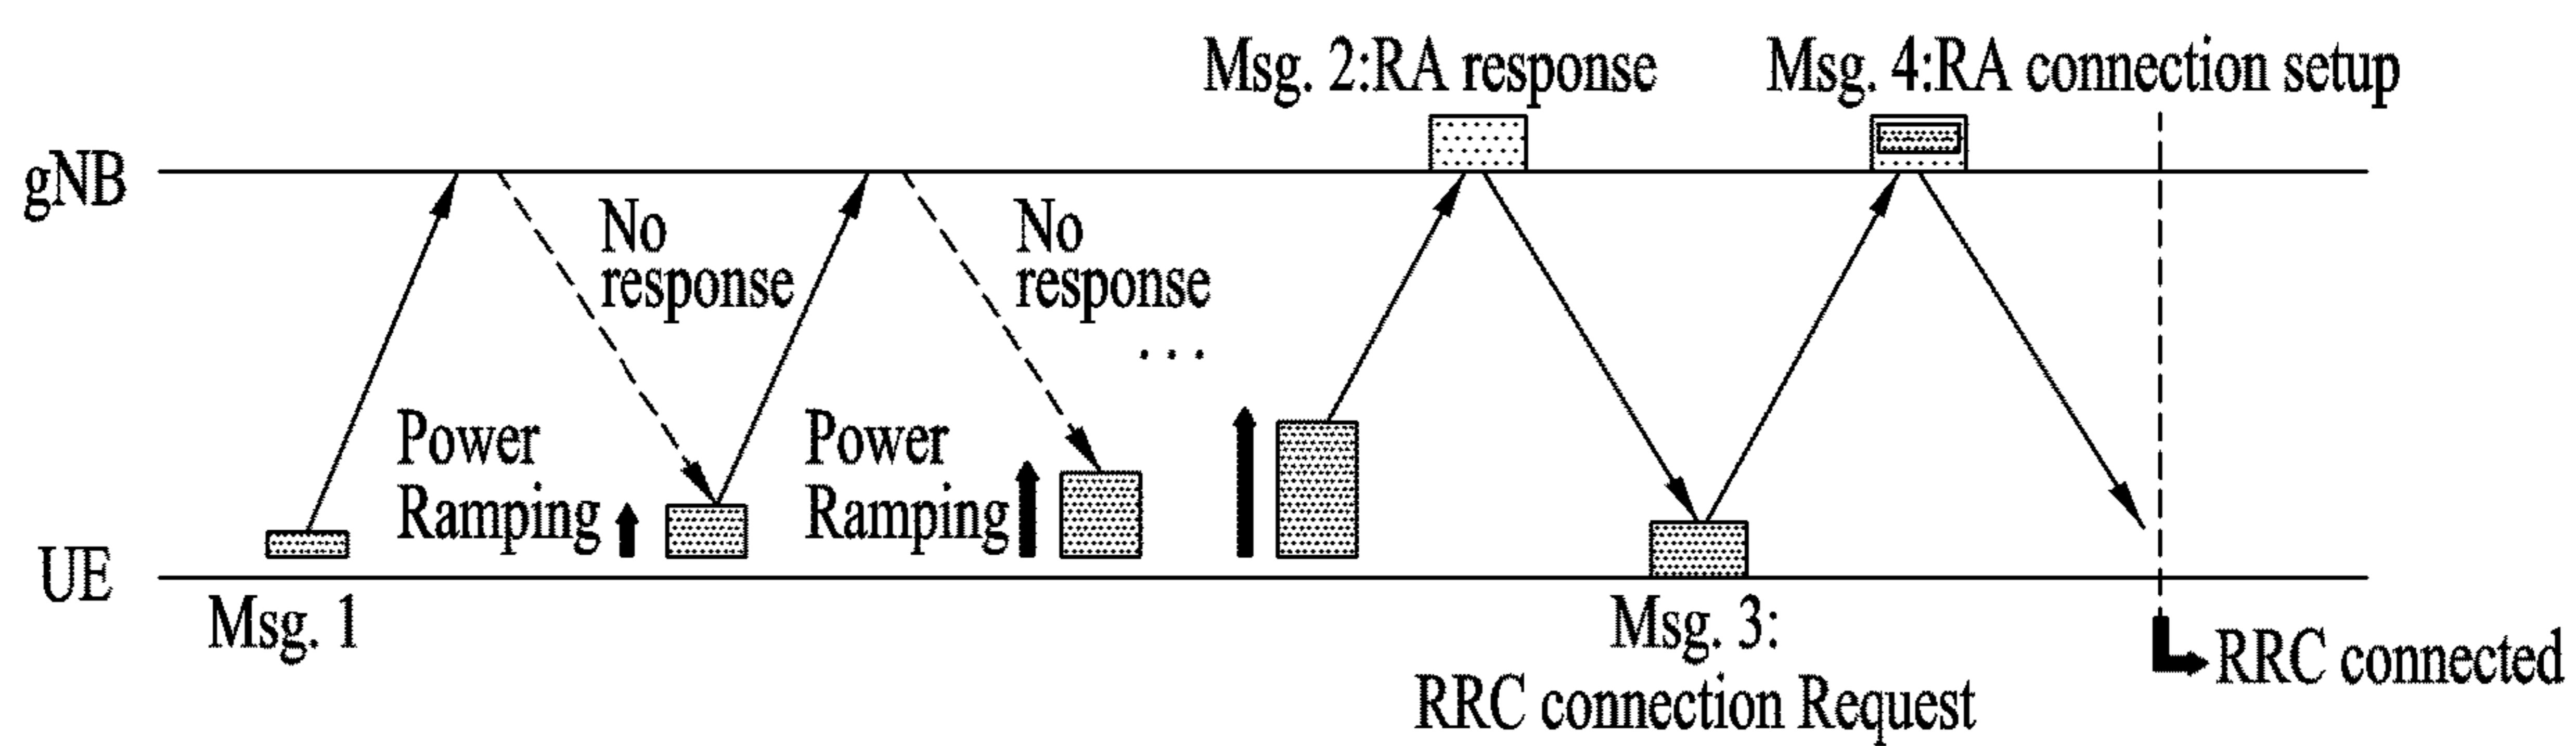 Msg. 2:RA response
Msg. 4:RA connection setup
gNB
No
response
No
response
. . .
Power
Ramping
Power
Ramping
UE
Msg. 1
Msg. 3:
RRC connection Request
RRC connected